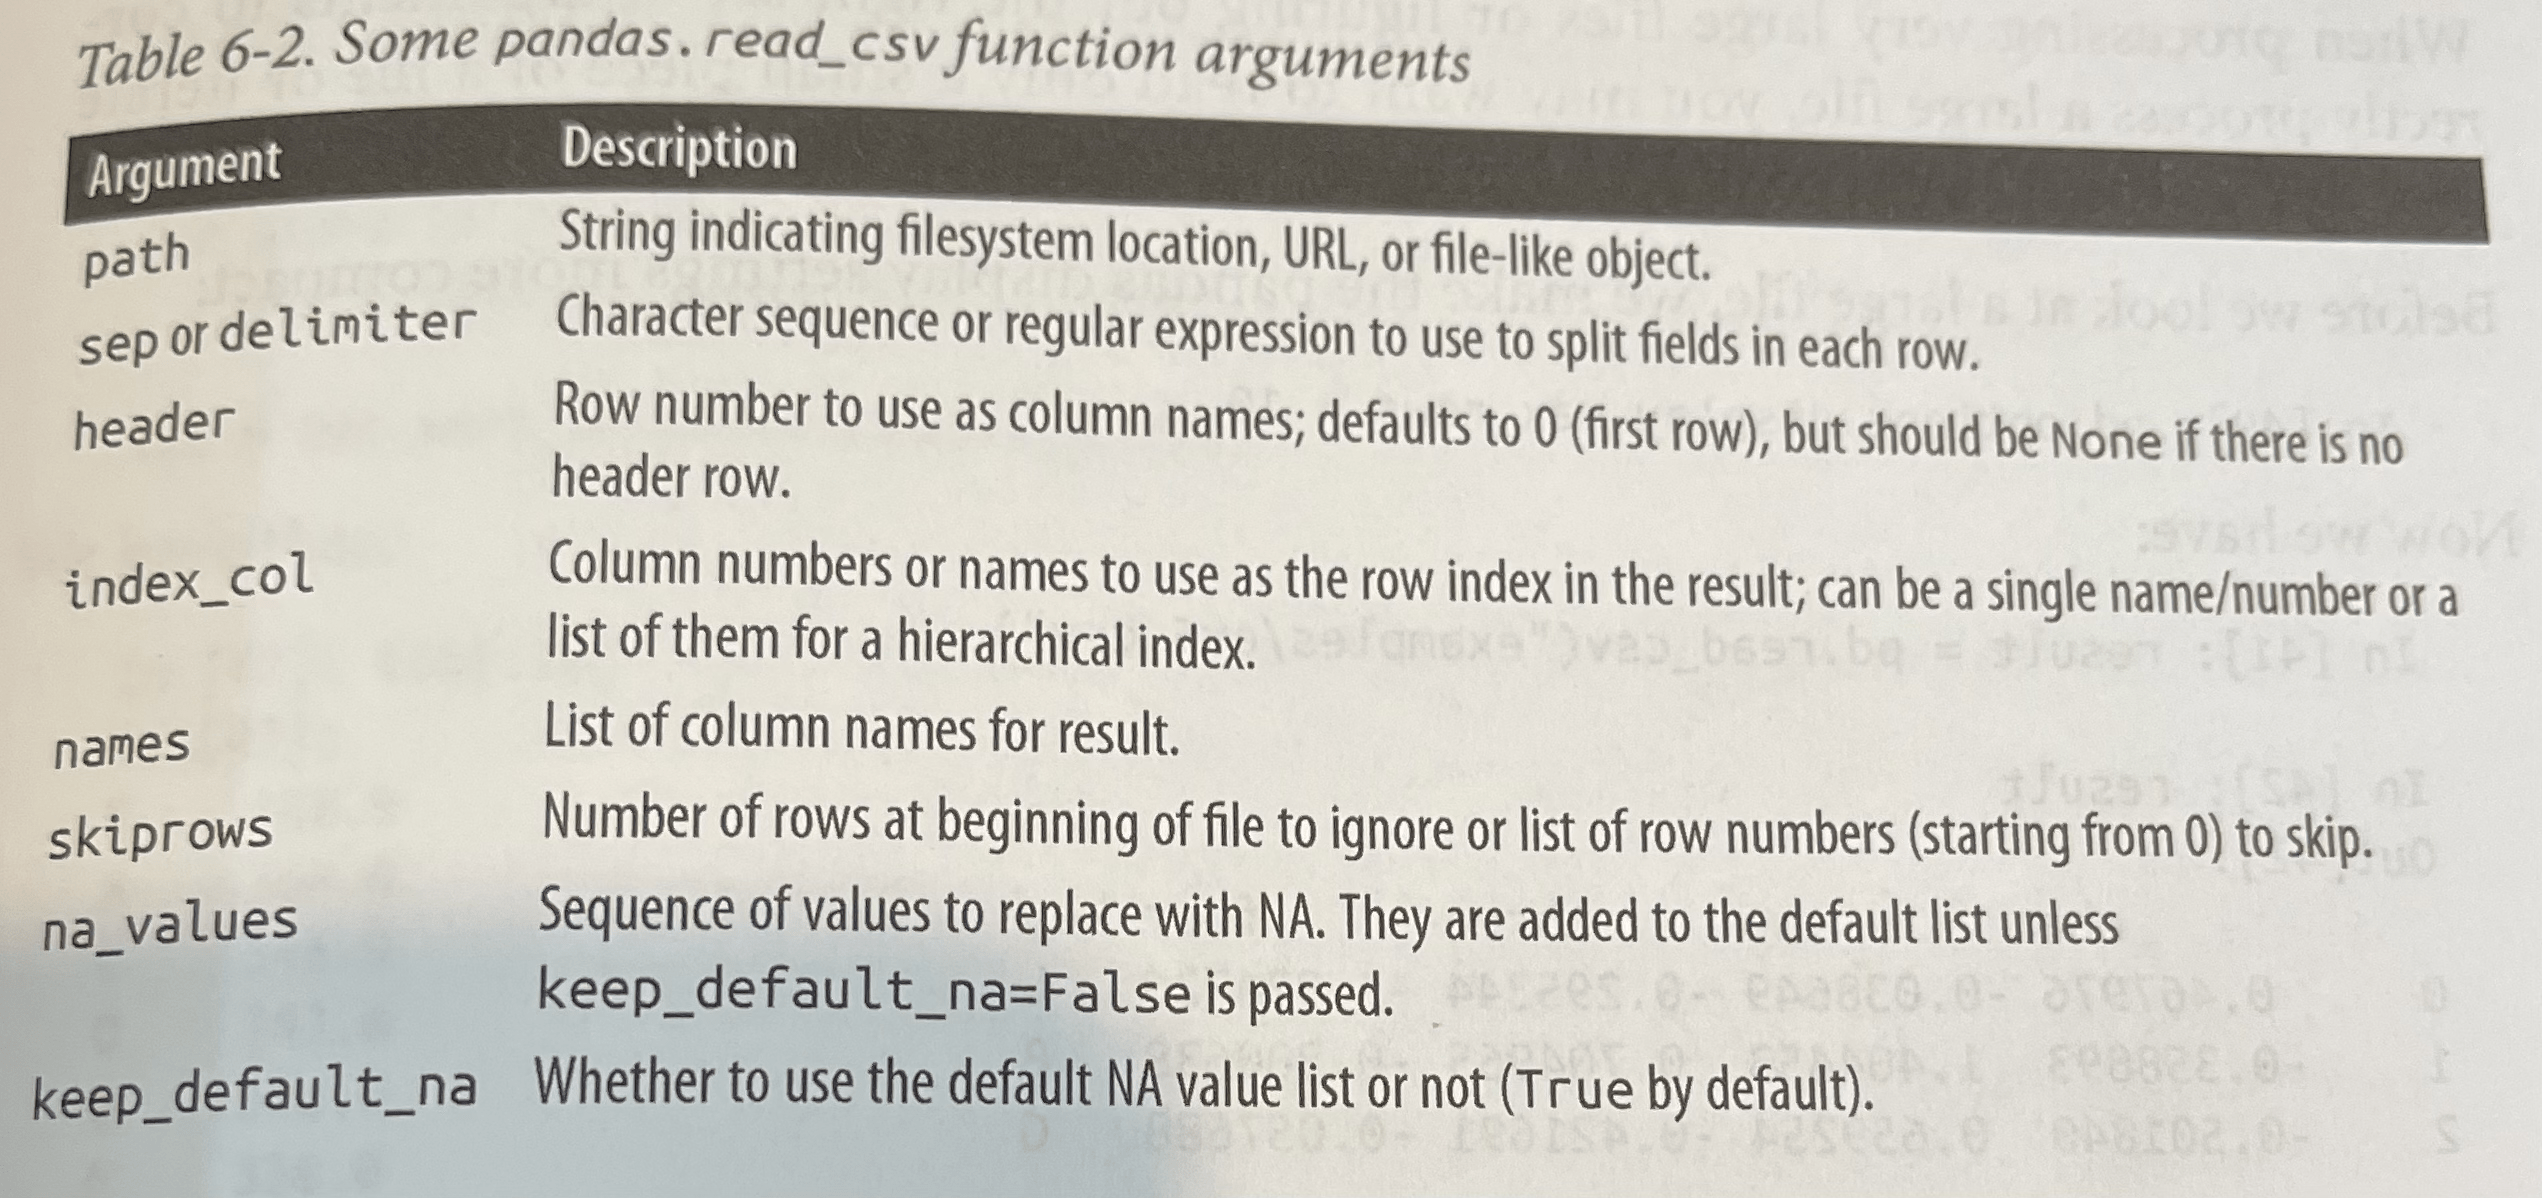 Table 6-2. Some pandas.read_csv function arguments
Argument Description
path String indicating filesystem location, URL, or file-like object.
sep or delimiter Character sequence or regular expression to use to split fields in each row.
header Row number to use as column names; defaults to 0 (first row), but should be None if there is no
header row.
index_col Column numbers or names to use as the row index in the result; can be a single name/number or a
list of them for a hierarchical index.
names List of column names for result.
skiprows Number of rows at beginning of file to ignore or list of row numbers (starting from 0) to skip.
na_values Sequence of values to replace with NA. They are added to the default list unless
keep_default_na=False is passed.
keep_default_na Whether to use the default NA value list or not (True by default).